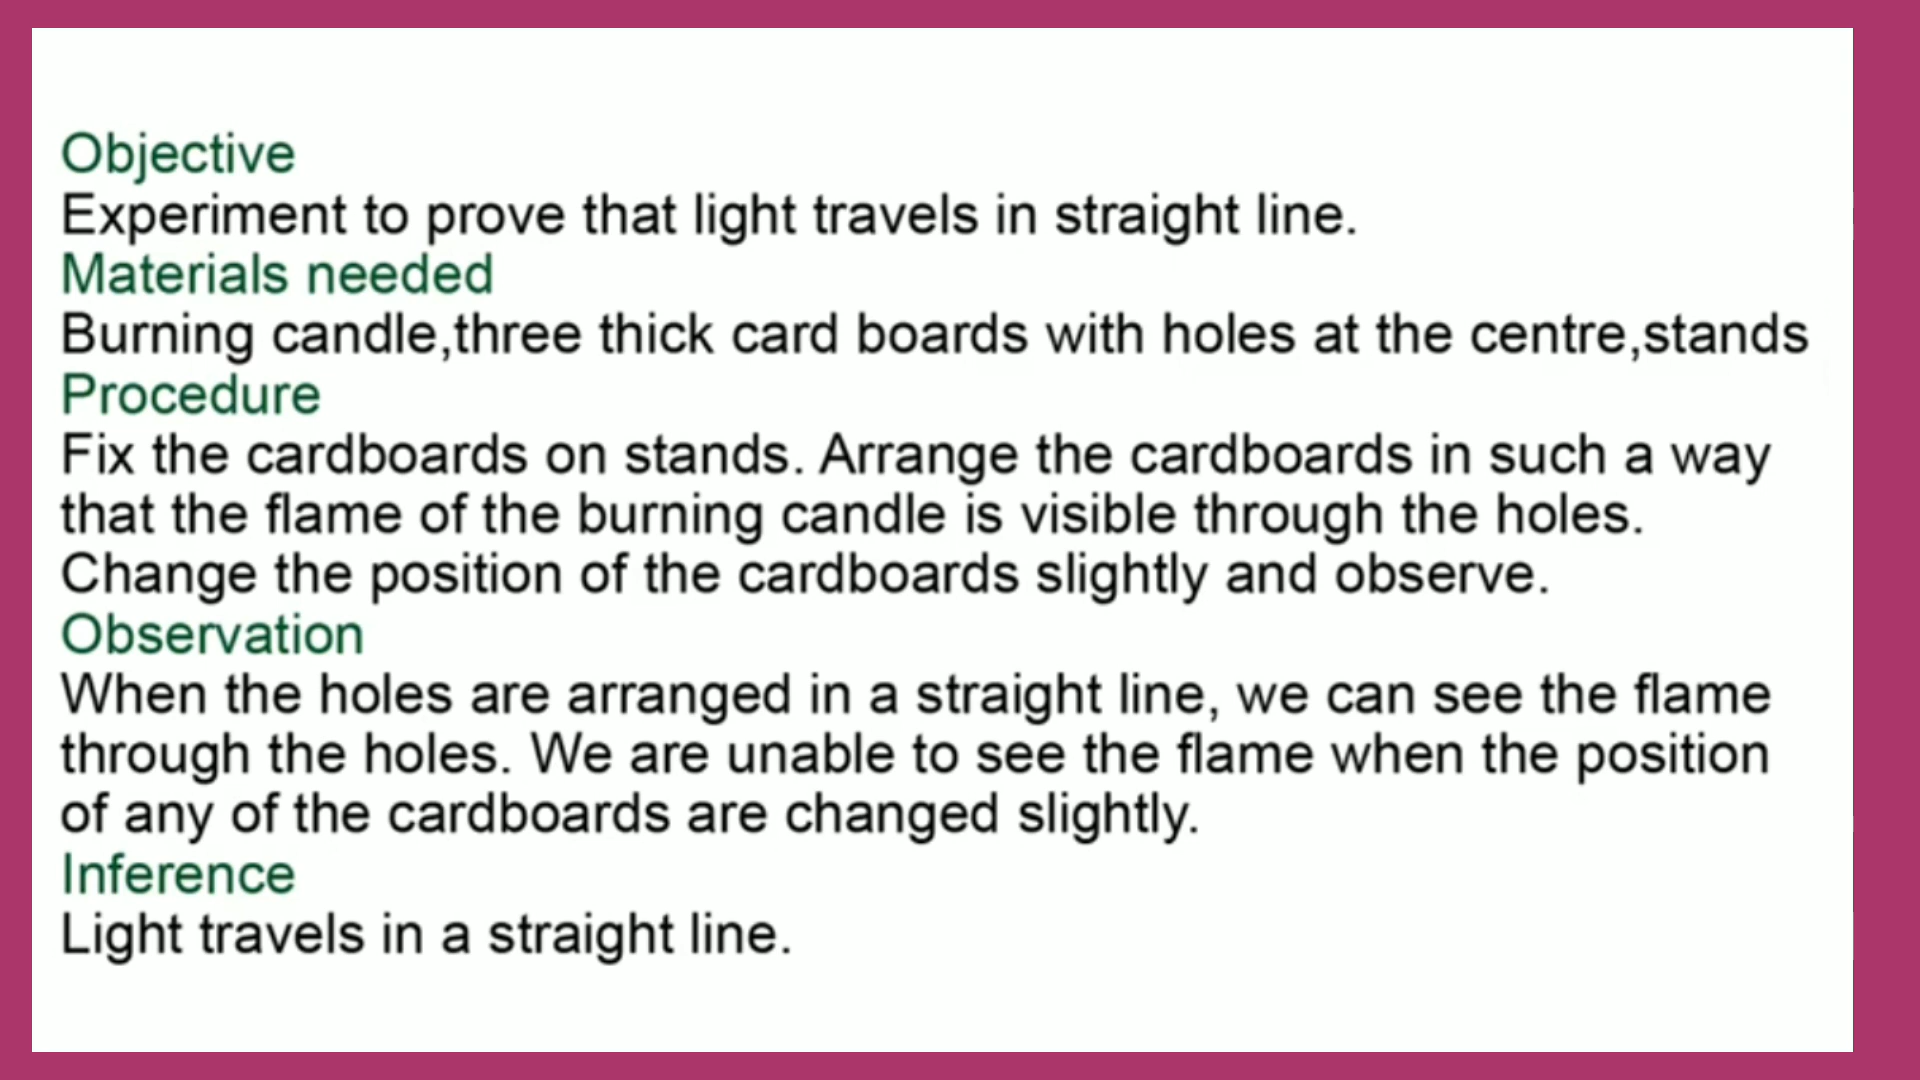 Objective
Experiment to prove that light travels in straight line.
Materials needed
Burning candle,three thick card boards with holes at the centre,stands
Procedure
Fix the cardboards on stands. Arrange the cardboards in such a way
that the flame of the burning candle is visible through the holes.
Change the position of the cardboards slightly and observe.
Observation
When the holes are arranged in a straight line, we can see the flame
through the holes. We are unable to see the flame when the position
of any of the cardboards are changed slightly.
Inference
Light travels in a straight line.